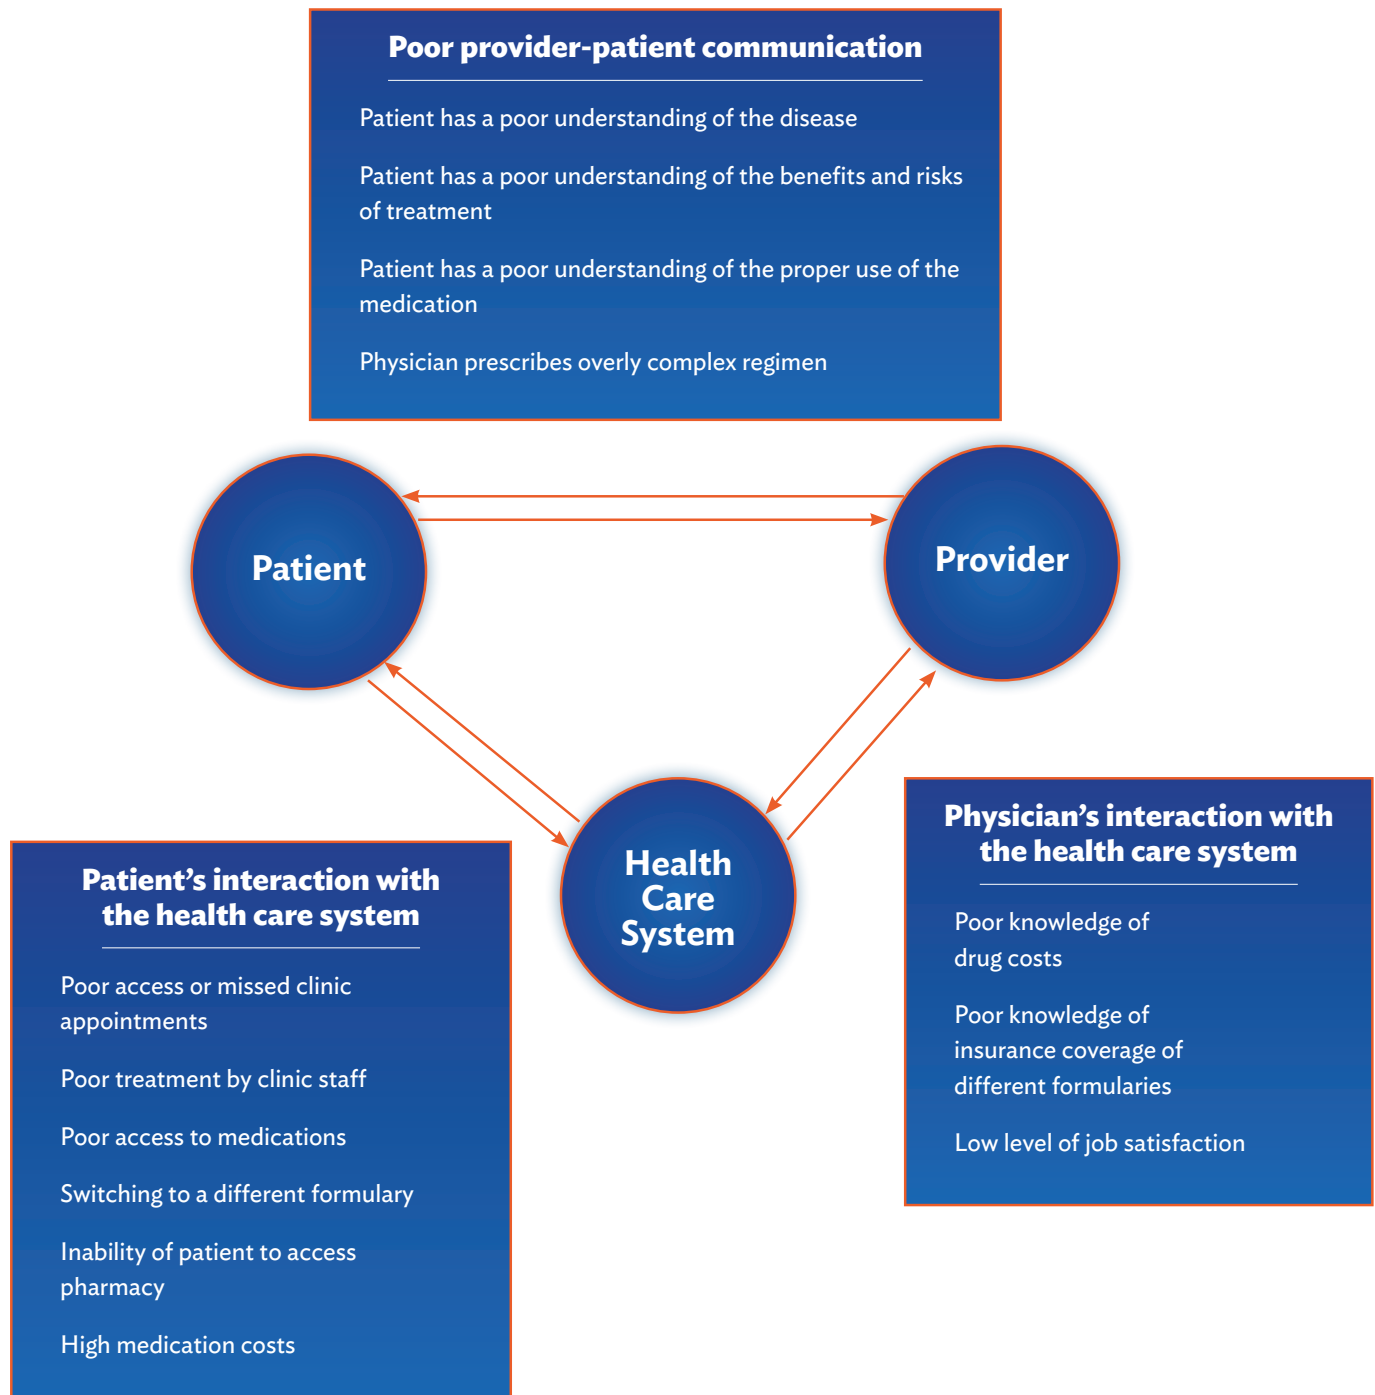 Poor provider-patient communication
Patient has a poor understanding of the disease
Patient has a poor understanding of the benefits and risks
of treatment
Patient has a poor understanding of the proper use of the
medication
Physician prescribes overly complex regimen
Patient
Provider
Health
Care
System
Patient’s interaction with
the health care system
Poor access or missed clinic
appointments
Poor treatment by clinic staff
Poor access to medications
Switching to a different formulary
Inability of patient to access
pharmacy
High medication costs
Physician’s interaction with
the health care system
Poor knowledge of
drug costs
Poor knowledge of
insurance coverage of
different formularies
Low level of job satisfaction